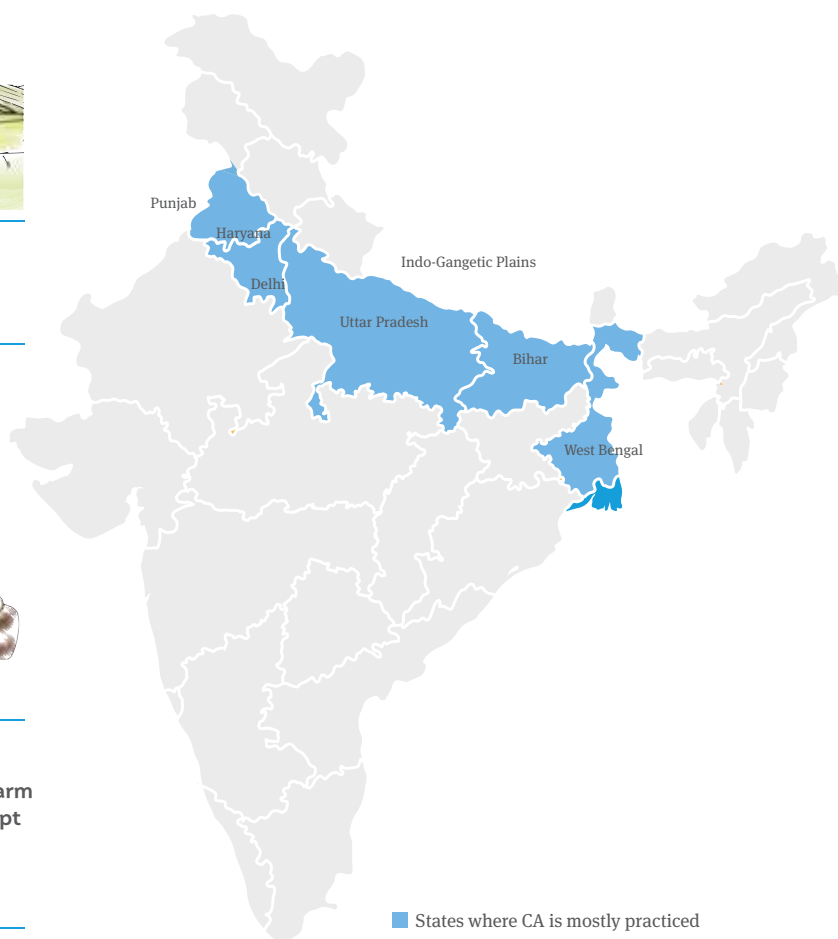 Punjab
Haryana
Indo-Gangetic Plains
Delhi
Uttar Pradesh
Bihar
West Bengal
arm
pt
States where CA is mostly practiced